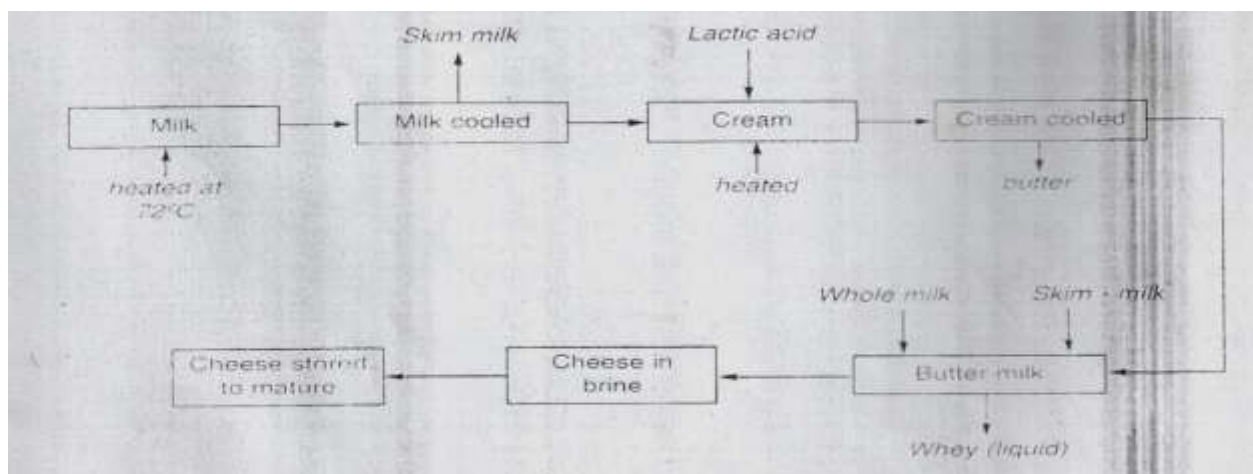 Skim milk
Lactic acid
Milk
Milk cooled
Cream
Cream cooled
heated at
72°C
heated
butter
Whole milk
Skim - milk
Cheese stored
to mature
Cheese in
brine
Butter milk
Whey (liquid)